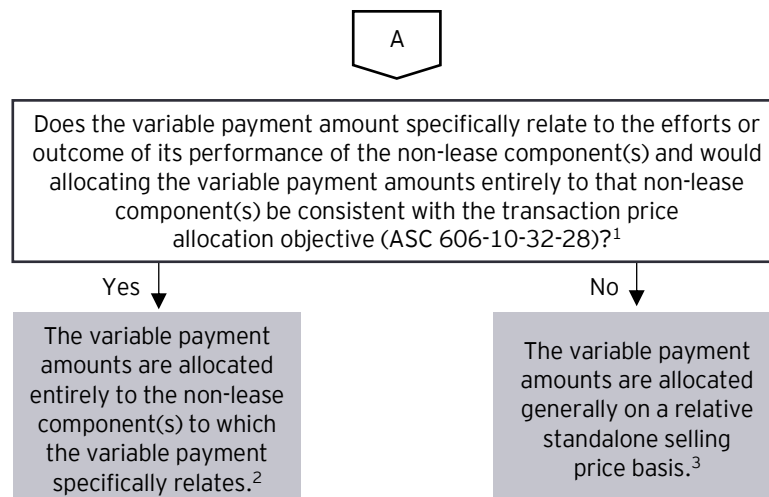 A
Does the variable payment amount specifically relate to the efforts or
outcome of its performance of the non-lease component(s) and would
allocating the variable payment amounts entirely to that non-lease
component(s) be consistent with the transaction price
allocation objective (ASC 606-10-32-28)?¹
Yes
No
The variable payment
amounts are allocated
entirely to the non-lease
component(s) to which
the variable payment
specifically relates.²
The variable payment
amounts are allocated
generally on a relative
standalone selling
price basis.³